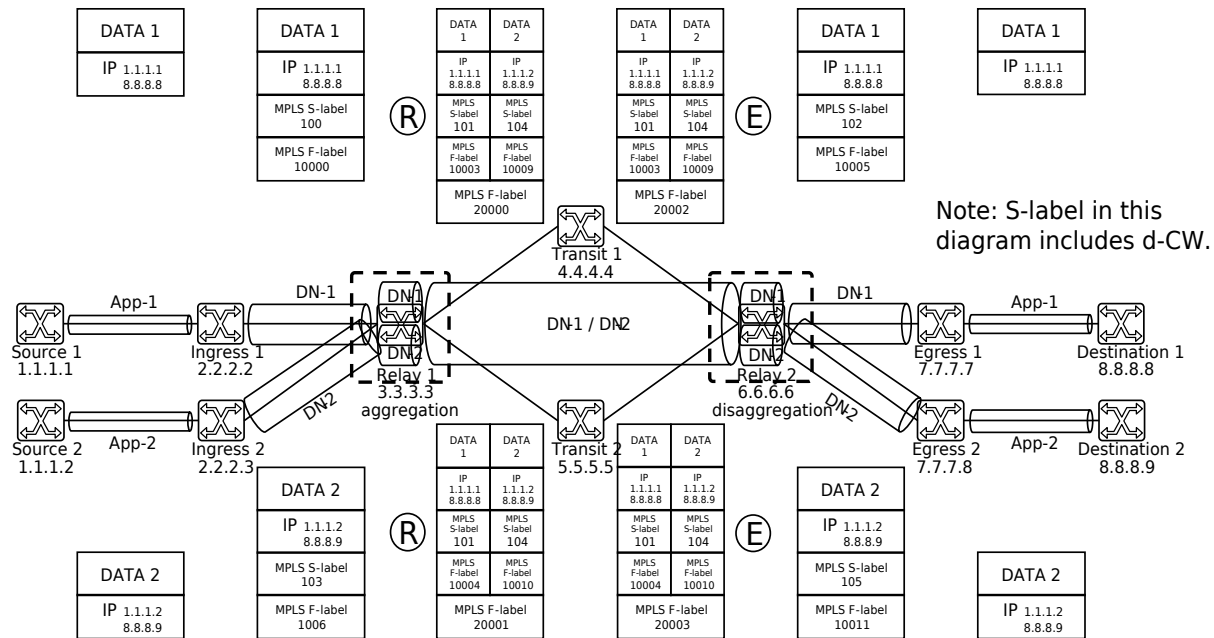 DATA 1
IP 1.1.1.1
8.8.8.8
DATA 1
IP 1.1.1.1
8.8.8.8
MPLS S-label
100
MPLS F-label
10000
R
DATA
1
DATA
2
IP
1.1.1.1
8.8.8.8
IP
1.1.1.2
8.8.8.9
MPLS
S-label
101
MPLS
S-label
104
MPLS
F-label
10003
MPLS
F-label
10009
MPLS F-label
20000
DATA
1
DATA
2
IP
1.1.1.1
8.8.8.8
IP
1.1.1.2
8.8.8.9
MPLS
S-label
101
MPLS
S-label
104
MPLS
F-label
10003
MPLS
F-label
10009
MPLS F-label
20002
E
DATA 1
IP 1.1.1.1
8.8.8.8
MPLS S-label
102
MPLS F-label
10005
DATA 1
IP 1.1.1.1
8.8.8.8
Note: S-label in this
diagram includes d-CW.
Transit 1
4.4.4.4
Source 1
1.1.1.1
App-1
Ingress 1
2.2.2.2
DN-1
DN-1
DN-2
Relay 1
3.3.3.3
aggregation
DN-1 / DN-2
DN-1
DN-2
Relay 2
6.6.6.6
disaggregation
DN-1
Egress 1
7.7.7.7
App-1
Destination 1
8.8.8.8
Source 2
1.1.1.2
App-2
Ingress 2
2.2.2.3
DN-2
Transit 2
5.5.5.5
DN-2
Egress 2
7.7.7.8
App-2
Destination 2
8.8.8.9
DATA 2
IP 1.1.1.2
8.8.8.9
DATA 2
IP 1.1.1.2
8.8.8.9
MPLS S-label
103
MPLS F-label
1006
R
DATA
1
DATA
2
IP
1.1.1.1
8.8.8.8
IP
1.1.1.2
8.8.8.9
MPLS
S-label
101
MPLS
S-label
104
MPLS
F-label
10004
MPLS
F-label
10010
MPLS F-label
20001
DATA
1
DATA
2
IP
1.1.1.1
8.8.8.8
IP
1.1.1.2
8.8.8.9
MPLS
S-label
101
MPLS
S-label
104
MPLS
F-label
10004
MPLS
F-label
10010
MPLS F-label
20003
E
DATA 2
IP 1.1.1.2
8.8.8.9
MPLS S-label
105
MPLS F-label
10011
DATA 2
IP 1.1.1.2
8.8.8.9